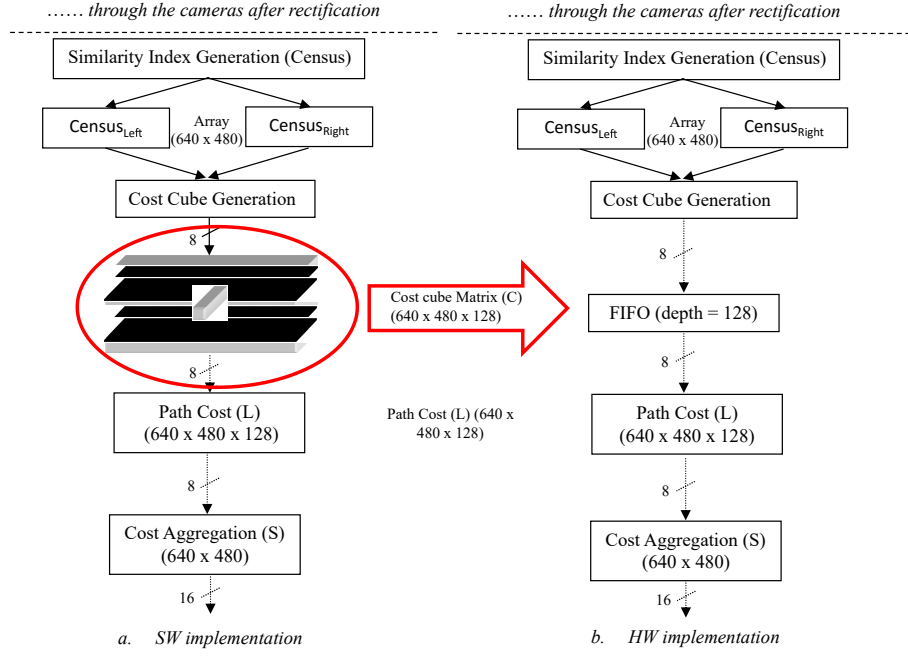 ...... through the cameras after rectification
Similarity Index Generation (Census)
CensusLeft
Array
(640 x 480)
CensusRight
Cost Cube Generation
8
8
Path Cost (L)
(640 x 480 x 128)
8
Cost Aggregation (S)
(640 x 480)
16
a. SW implementation
Cost cube Matrix (C)
(640 x 480 x 128)
Path Cost (L) (640 x
480 x 128)
...... through the cameras after rectification
Similarity Index Generation (Census)
CensusLeft
Array
(640 x 480)
CensusRight
Cost Cube Generation
8
FIFO (depth = 128)
8
Path Cost (L)
(640 x 480 x 128)
8
Cost Aggregation (S)
(640 x 480)
16
b. HW implementation